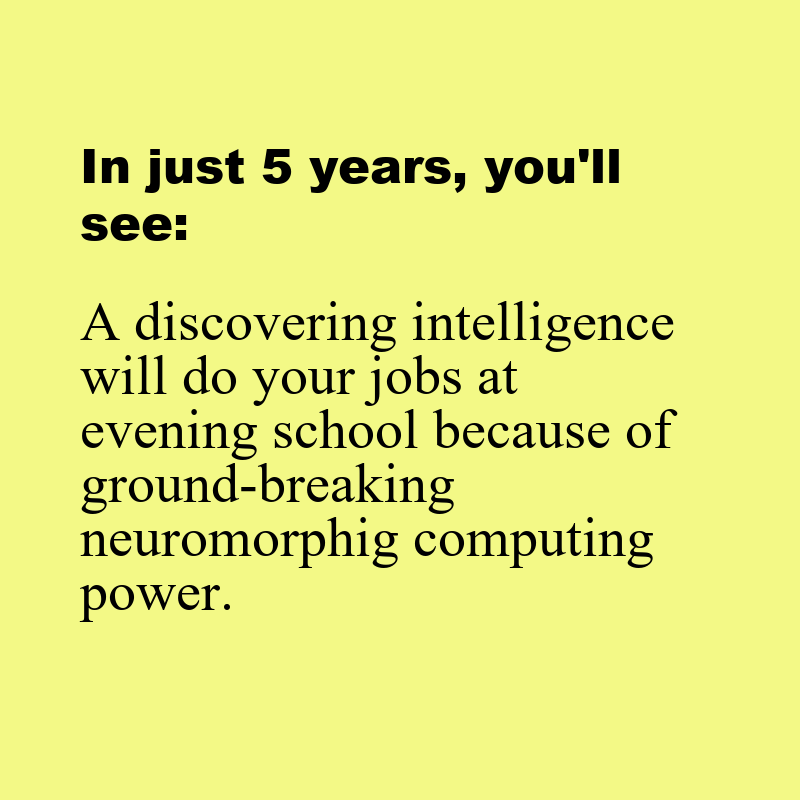 In just 5 years, you'll
see:
A discovering intelligence
will do your jobs at
evening school because of
ground-breaking
neuromorphig computing
power.